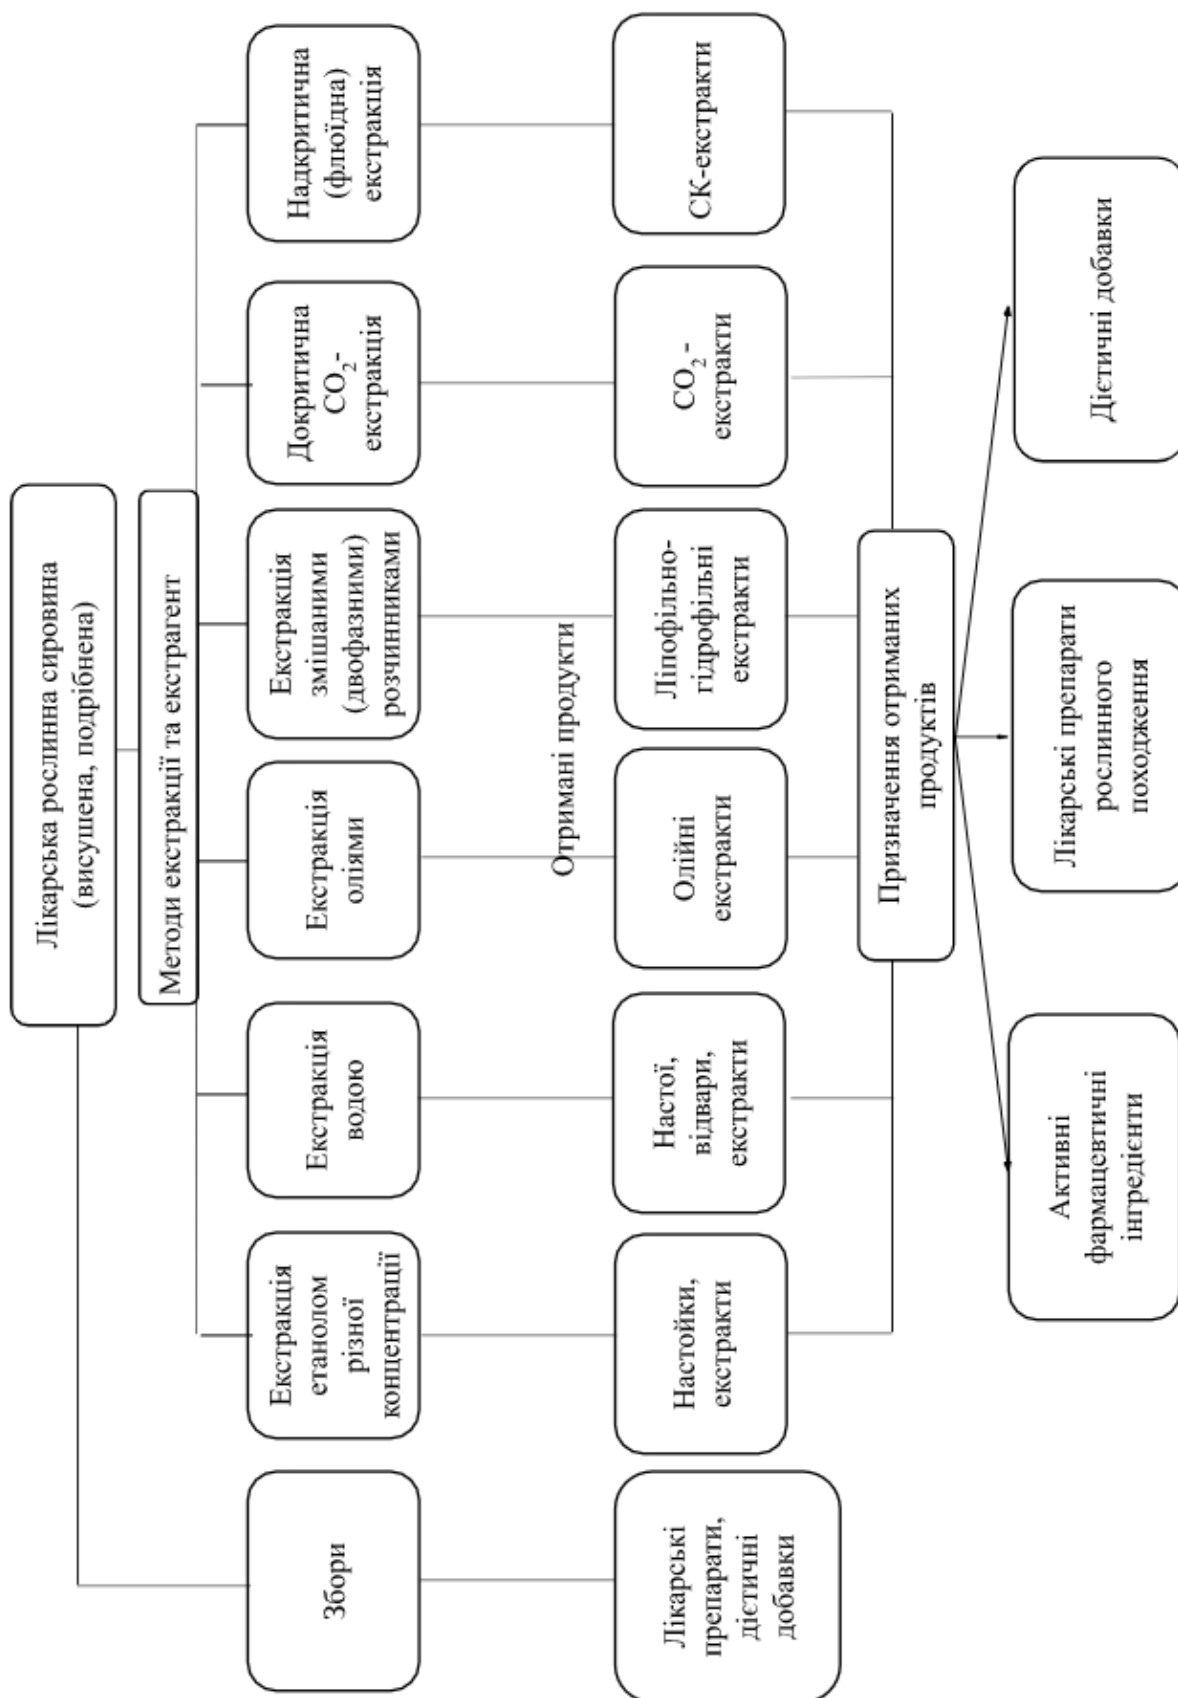 Лікарська рослинна сировина
(висушена, подрібнена)
Методи екстракції та екстрагент
Збори
Екстракція
етанолом
різної
концентрації
Екстракція
водою
Екстракція
оліями
Екстракція
змішаними
(двофазними)
розчинниками
Докритична
CO₂-
екстракція
Надкритична
(флюїдна)
екстракція
Отримані продукти
Лікарські
препарати,
дієтичні
добавки
Настойки,
екстракти
Настої,
відвари,
екстракти
Олійні
екстракти
Ліпофільно-
гідрофільні
екстракти
CO₂ -
екстракти
СК-екстракти
Призначення отриманих
продуктів
Активні
фармацевтичні
інгредієнти
Лікарські препарати
рослинного
походження
Дієтичні добавки